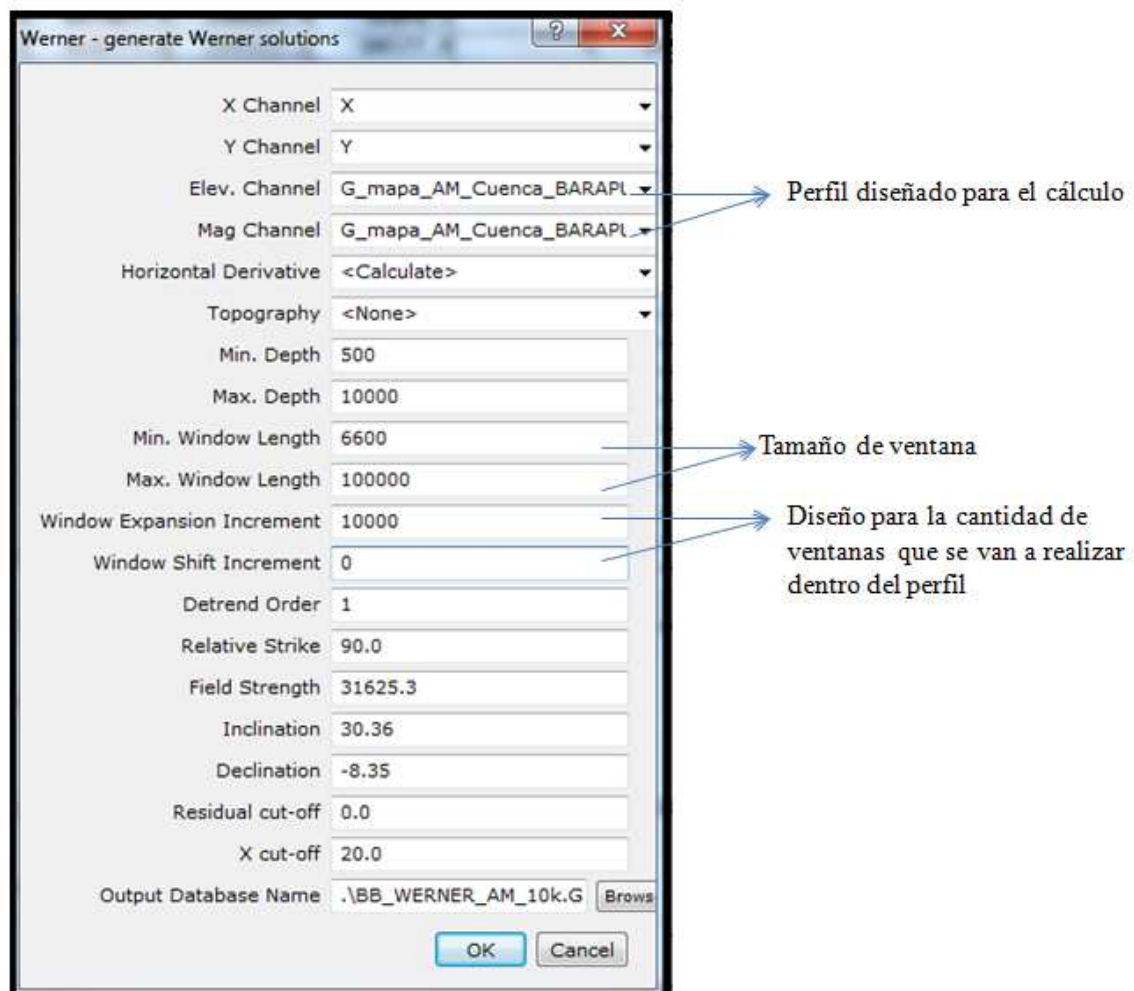 Werner - generate Werner solutions
X Channel X
Y Channel Y
Elev. Channel G_mapa_AM_Cuenca_BARAPU
Perfil diseñado para el cálculo
Mag Channel G_mapa_AM_Cuenca_BARAPU
Horizontal Derivative <Calculate>
Topography <None>
Min. Depth 500
Max. Depth 10000
Min. Window Length 6600
Tamaño de ventana
Max. Window Length 100000
Window Expansion Increment 10000
Diseño para la cantidad de
ventanas que se van a realizar
dentro del perfil
Window Shift Increment 0
Detrend Order 1
Relative Strike 90.0
Field Strength 31625.3
Inclination 30.36
Declination -8.35
Residual cut-off 0.0
X cut-off 20.0
Output Database Name .\BB_WERNER_AM_10k.G Brows
OK Cancel